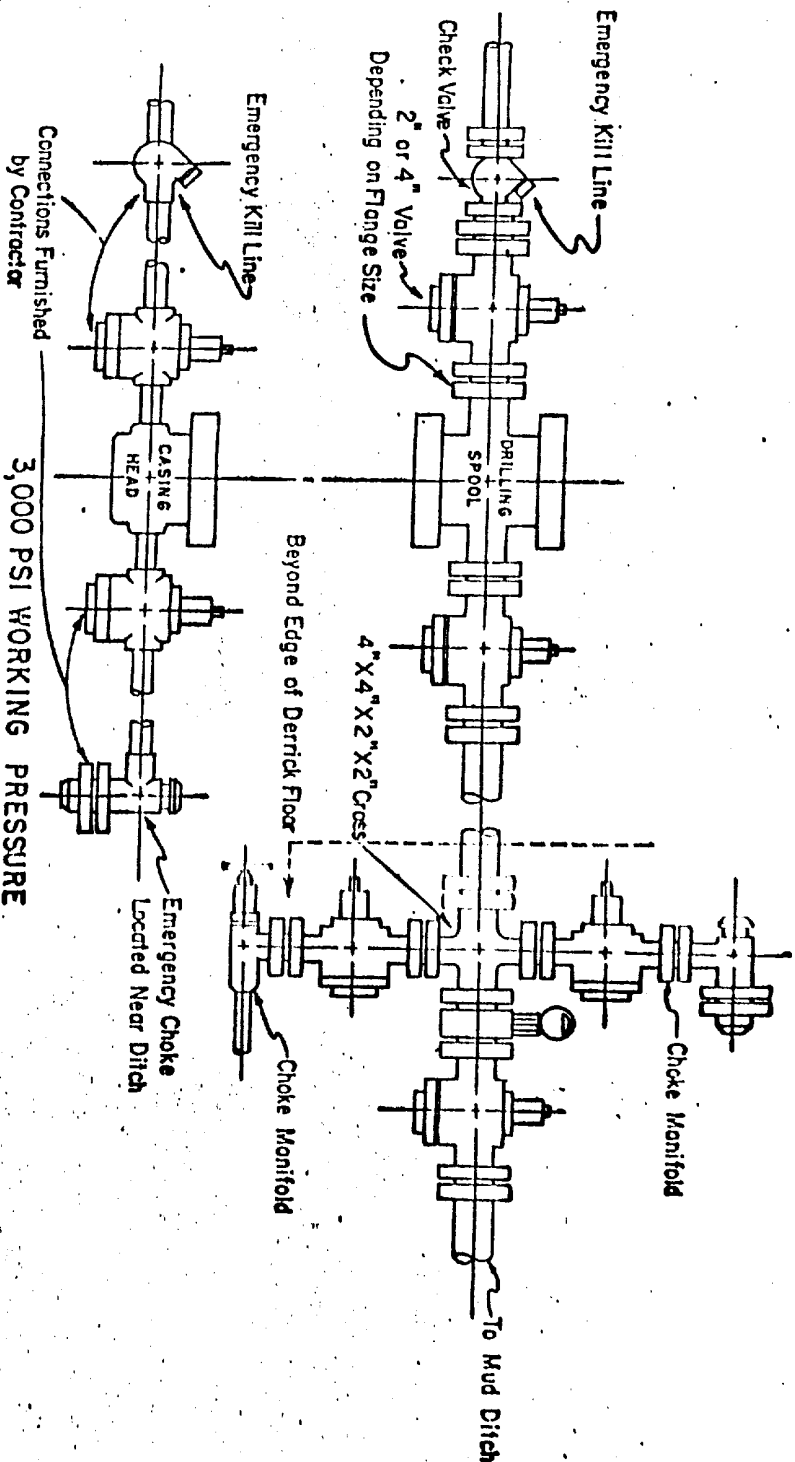 Emergency Kill Line
Check Valve
2" or 4" Valve
Depending on Flange Size
DRILLING
SPOOL
4"X4"X2"X2" Cross
Beyond Edge of Derrick Floor
Choke Manifold
To Mud Ditch
Choke Manifold
Emergency Kill Line
CASING
HEAD
Emergency Choke
Located Near Ditch
Connections Furnished
by Contractor
3,000 PSI WORKING PRESSURE